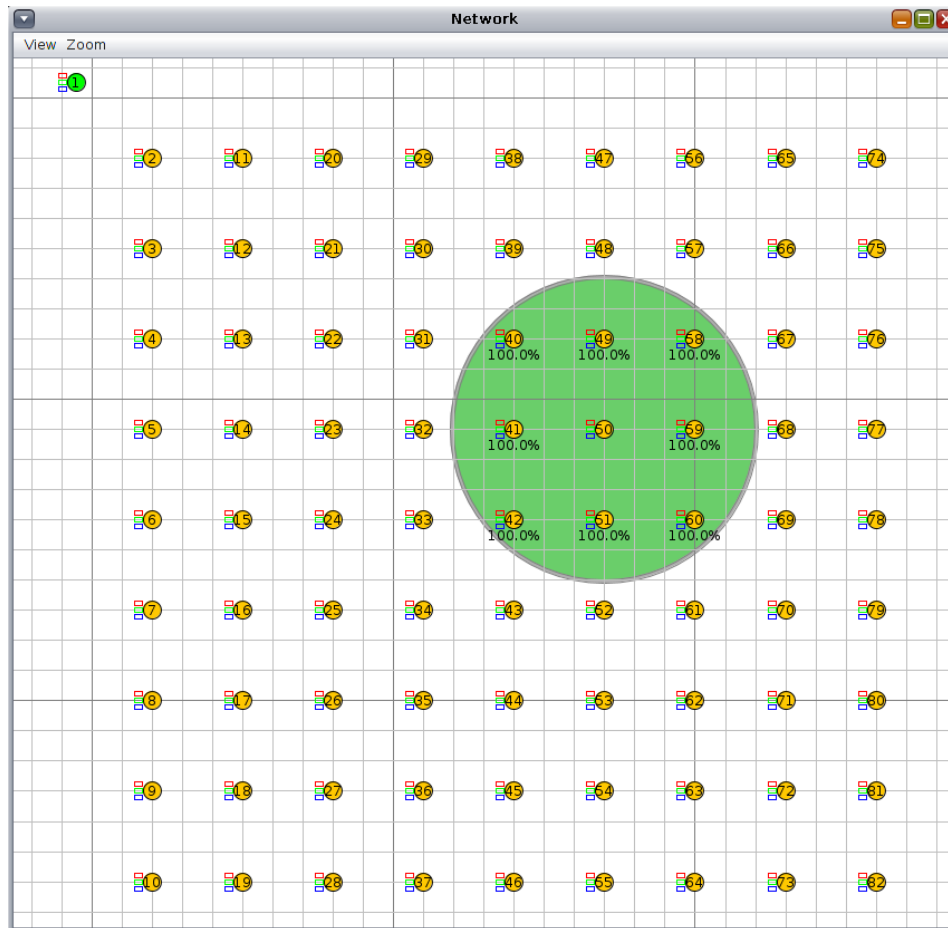 Network
View Zoom
1
2 11 20 29 38 47 56 65 74
3 12 21 30 39 48 57 66 75
4 13 22 31 40 49 58 67 76
100.0% 100.0% 100.0%
5 14 23 32 41 50 59 68 77
100.0% 100.0%
6 15 24 33 42 51 60 69 78
100.0% 100.0% 100.0%
7 16 25 34 43 52 61 70 79
8 17 26 35 44 53 62 71 80
9 18 27 36 45 54 63 72 81
10 19 28 37 46 55 64 73 82